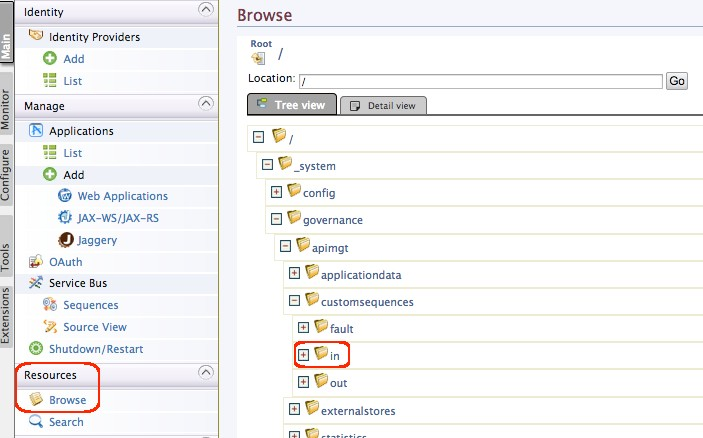 Main
Monitor
Configure
Tools
Extensions
Identity
Identity Providers
Add
List
Manage
Applications
List
Add
Web Applications
JAX-WS/JAX-RS
Jaggery
OAuth
Service Bus
Sequences
Source View
Shutdown/Restart
Resources
Browse
Search
Browse
Root
/
Location: / Go
Tree view Detail view
/
_system
config
governance
apimgt
applicationdata
customsequences
fault
in
out
externalstores
statistics